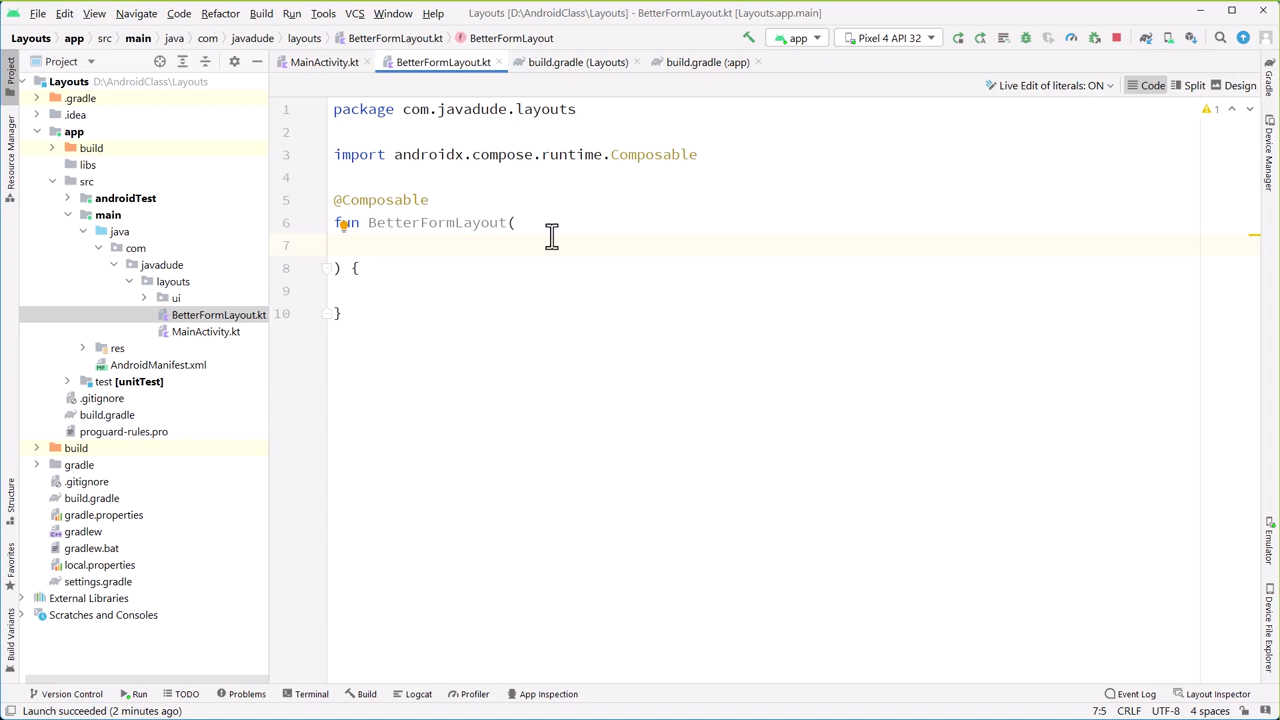 File Edit View Navigate Code Refactor Build Run Tools VCS Window Help Layouts [D:\AndroidClass\Layouts] - BetterFormLayout.kt [Layouts.app.main]
Layouts app src main java com javadude layouts BetterFormLayout.kt BetterFormLayout app Pixel 4 API 32
Project MainActivity.kt BetterFormLayout.kt build.gradle (Layouts) build.gradle (:app)
Live Edit of literals: ON Code Split Design
Layouts D:\AndroidClass\Layouts
.gradle
.idea
app
build
libs
src
androidTest
main
java
com
javadude
layouts
ui
BetterFormLayout.kt
MainActivity.kt
res
AndroidManifest.xml
test [unitTest]
.gitignore
build.gradle
proguard-rules.pro
build
gradle
.gitignore
build.gradle
gradle.properties
gradlew
gradlew.bat
local.properties
settings.gradle
External Libraries
Scratches and Consoles
1 package com.javadude.layouts
2
3 import androidx.compose.runtime.Composable
4
5 @Composable
6 fun BetterFormLayout(
7
8 ) {
9
10 }
1
Project
Resource Manager
Structure
Favorites
Build Variants
Gradle
Device Manager
Emulator
Device File Explorer
Version Control Run TODO Problems Terminal Build Logcat Profiler App Inspection Event Log Layout Inspector
Launch succeeded (2 minutes ago) 7:5 CRLF UTF-8 4 spaces